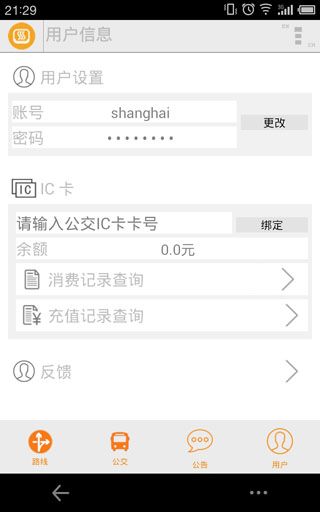 21:29
用户信息
用户设置
账号 shanghai
密码 ••••••••
更改
IC IC 卡
请输入公交IC卡卡号 绑定
余额 0.0元
消费记录查询
充值记录查询
反馈
路线 公交 公告 用户